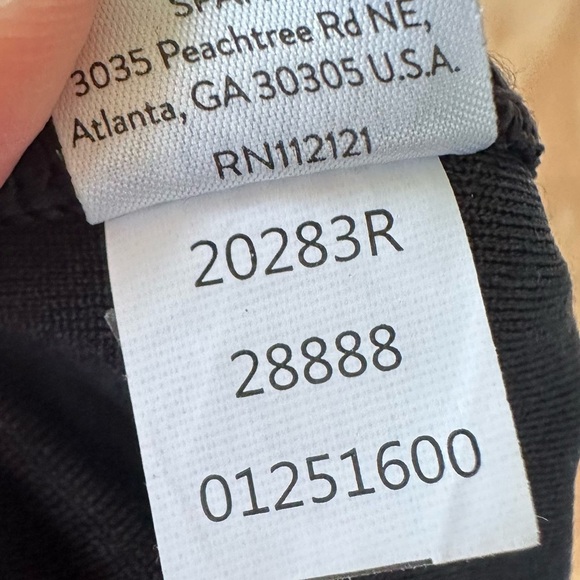 3035 Peachtree Rd NE,
Atlanta, GA 30305 U.S.A.
RN112121
20283R
28888
01251600